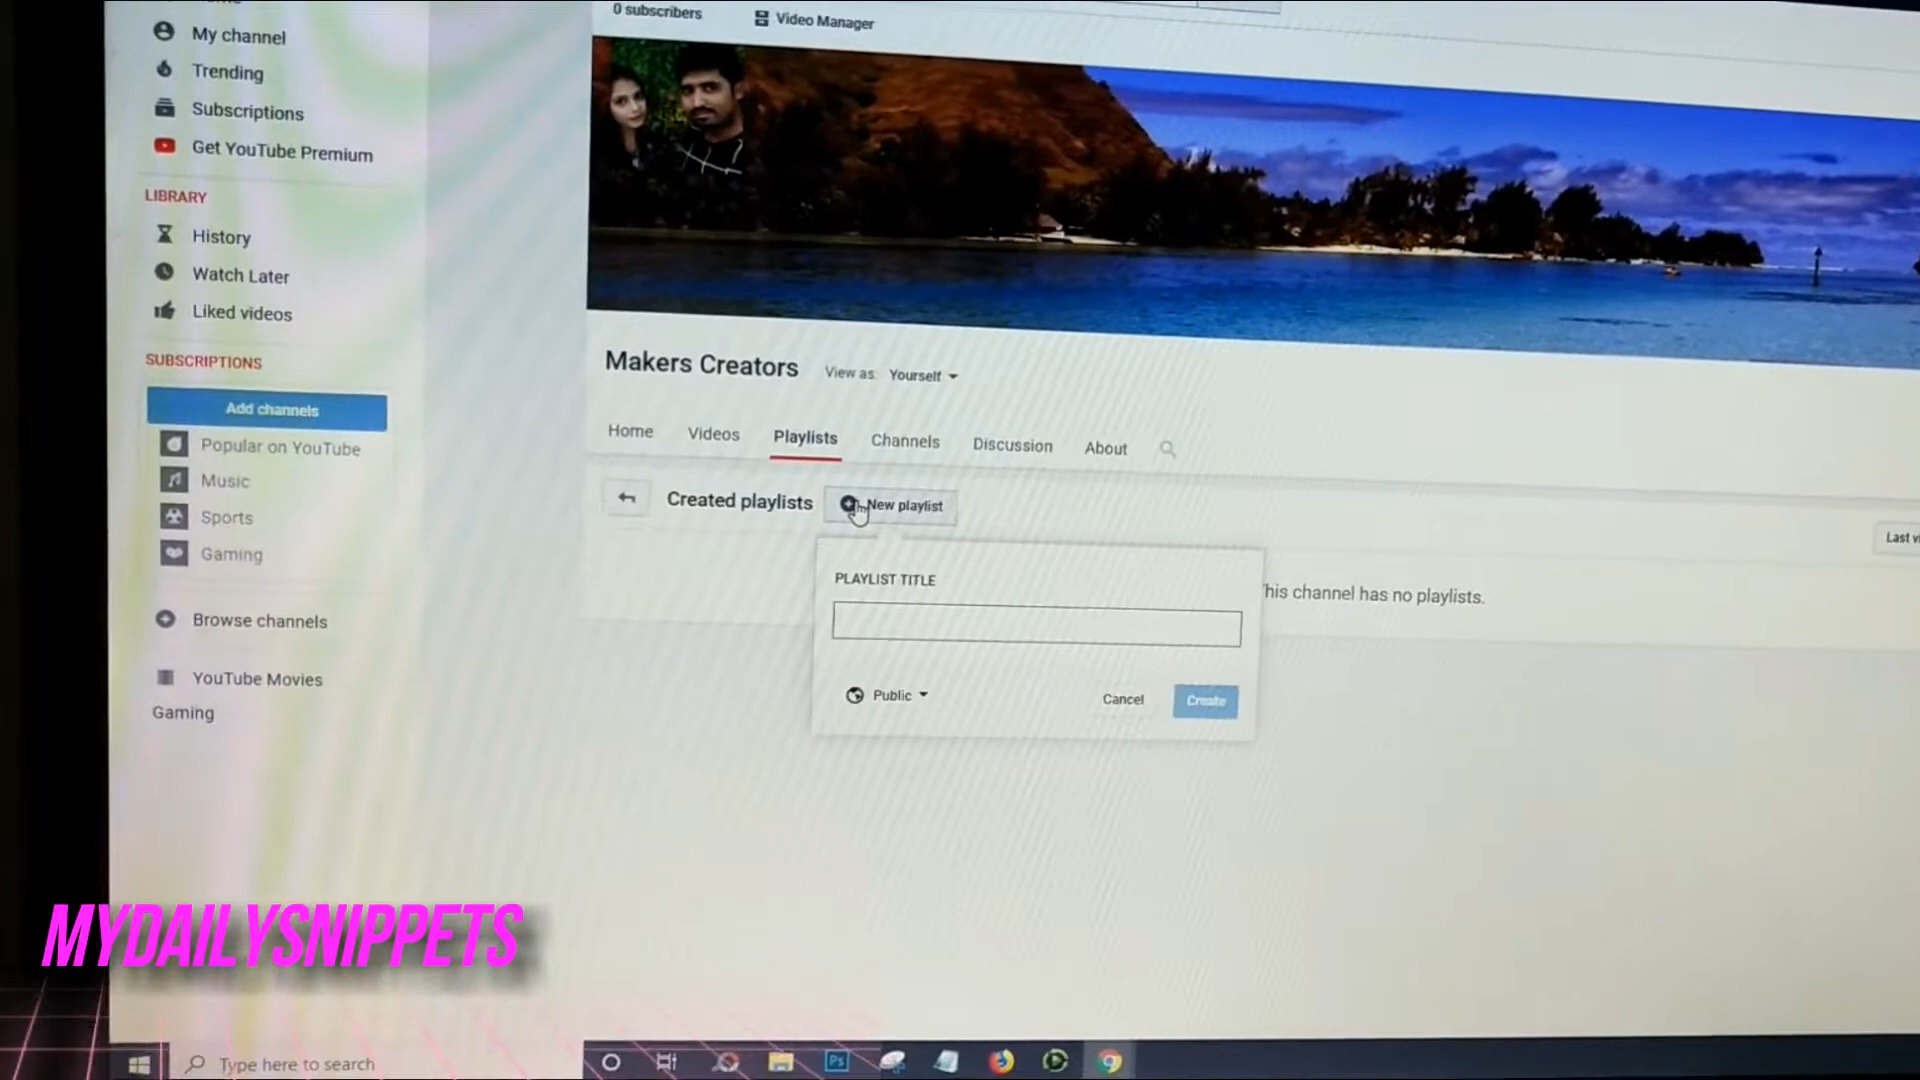 0 subscribers
Video Manager
My channel
Trending
Subscriptions
Get YouTube Premium
LIBRARY
History
Watch Later
Liked videos
SUBSCRIPTIONS
Add channels
Popular on YouTube
Music
Sports
Gaming
Browse channels
YouTube Movies
Gaming
Makers Creators
View as: Yourself
Home
Videos
Playlists
Channels
Discussion
About
Created playlists
New playlist
Last vi
PLAYLIST TITLE
his channel has no playlists.
Public
Cancel
Create
MYDAILYSNIPPETS
Type here to search
Ps